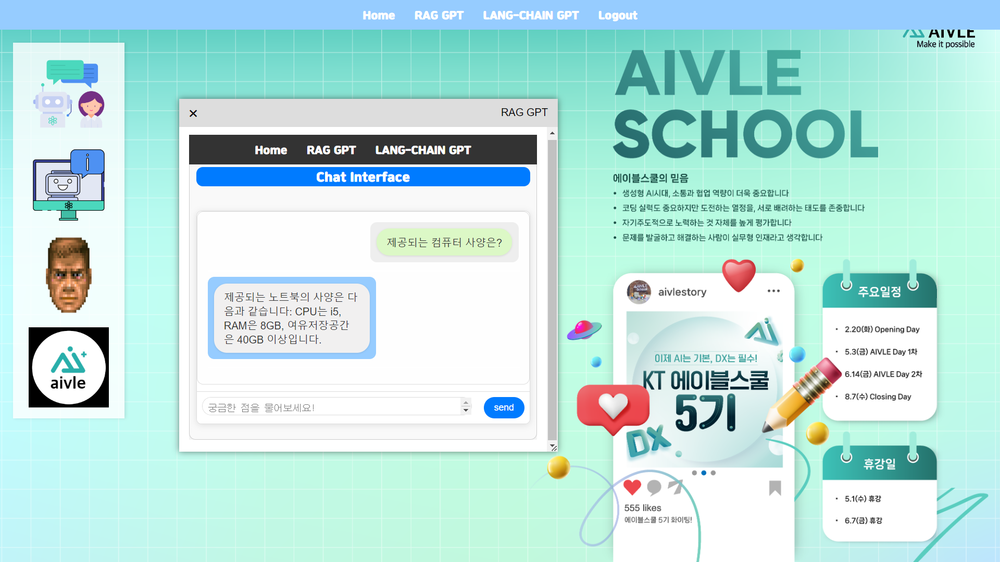 Home RAG GPT LANG-CHAIN GPT Logout
AIVLE
Make it possible
AIVLE
SCHOOL
에이블스쿨의 믿음
• 생성형 AI시대, 소통과 협업 역량이 더욱 중요합니다
• 코딩 실력도 중요하지만 도전하는 열정을, 서로 배려하는 태도를 존중합니다
• 자기주도적으로 노력하는 것 자체를 높게 평가합니다
• 문제를 발굴하고 해결하는 사람이 실무형 인재라고 생각합니다
aivle
× RAG GPT
Home RAG GPT LANG-CHAIN GPT
Chat Interface
제공되는 컴퓨터 사양은?
제공되는 노트북의 사양은 다
음과 같습니다: CPU는 i5,
RAM은 8GB, 여유저장공간
은 40GB 이상입니다.
궁금한 점을 물어보세요!
send
aivlestory
이제 AI는 기본, DX는 필수!
KT 에이블스쿨
5기
DX
555 likes
에이블스쿨 5기 화이팅!
주요일정
• 2.20(화) Opening Day
• 5.3(금) AIVLE Day 1차
• 6.14(금) AIVLE Day 2차
• 8.7(수) Closing Day
휴강일
• 5.1(수) 휴강
• 6.7(금) 휴강